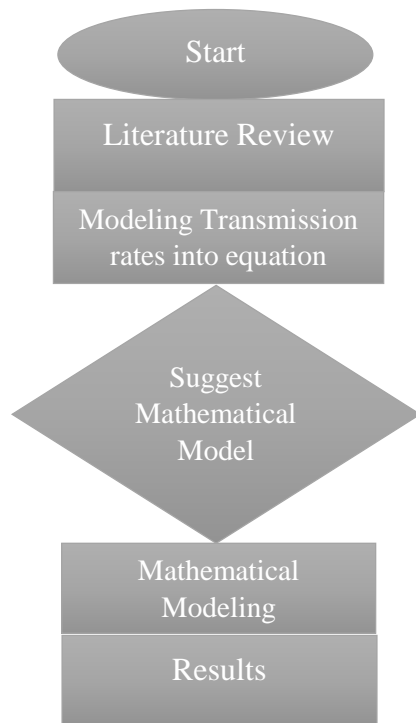 Start
Literature Review
Modeling Transmission
rates into equation
Suggest
Mathematical
Model
Mathematical
Modeling
Results